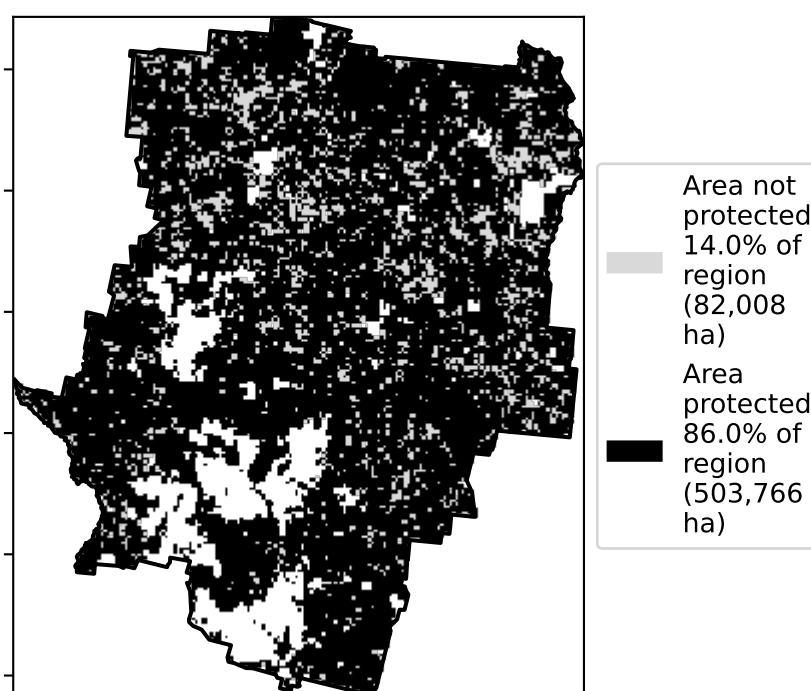 Area not
protected
14.0% of
region
(82,008
ha)
Area
protected
86.0% of
region
(503,766
ha)